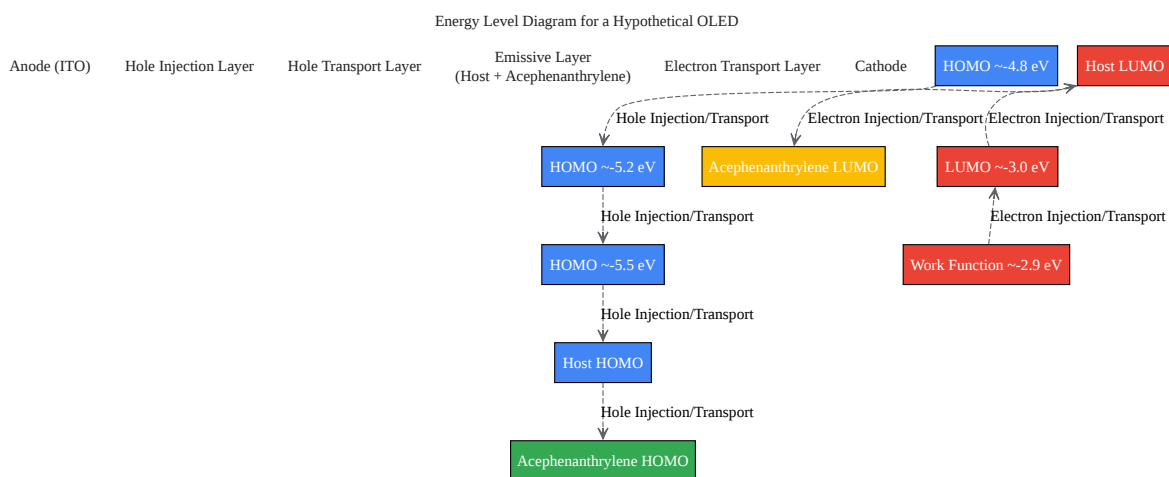 Energy Level Diagram for a Hypothetical OLED
Anode (ITO)
Hole Injection Layer
Hole Transport Layer
Emissive Layer
(Host + Acephenanthrylene)
Electron Transport Layer
Cathode
HOMO ~-4.8 eV
Host LUMO
Hole Injection/Transport
Electron Injection/Transport
Electron Injection/Transport
HOMO ~-5.2 eV
Acephenanthrylene LUMO
LUMO ~-3.0 eV
Hole Injection/Transport
Electron Injection/Transport
HOMO ~-5.5 eV
Work Function ~-2.9 eV
Hole Injection/Transport
Host HOMO
Hole Injection/Transport
Acephenanthrylene HOMO